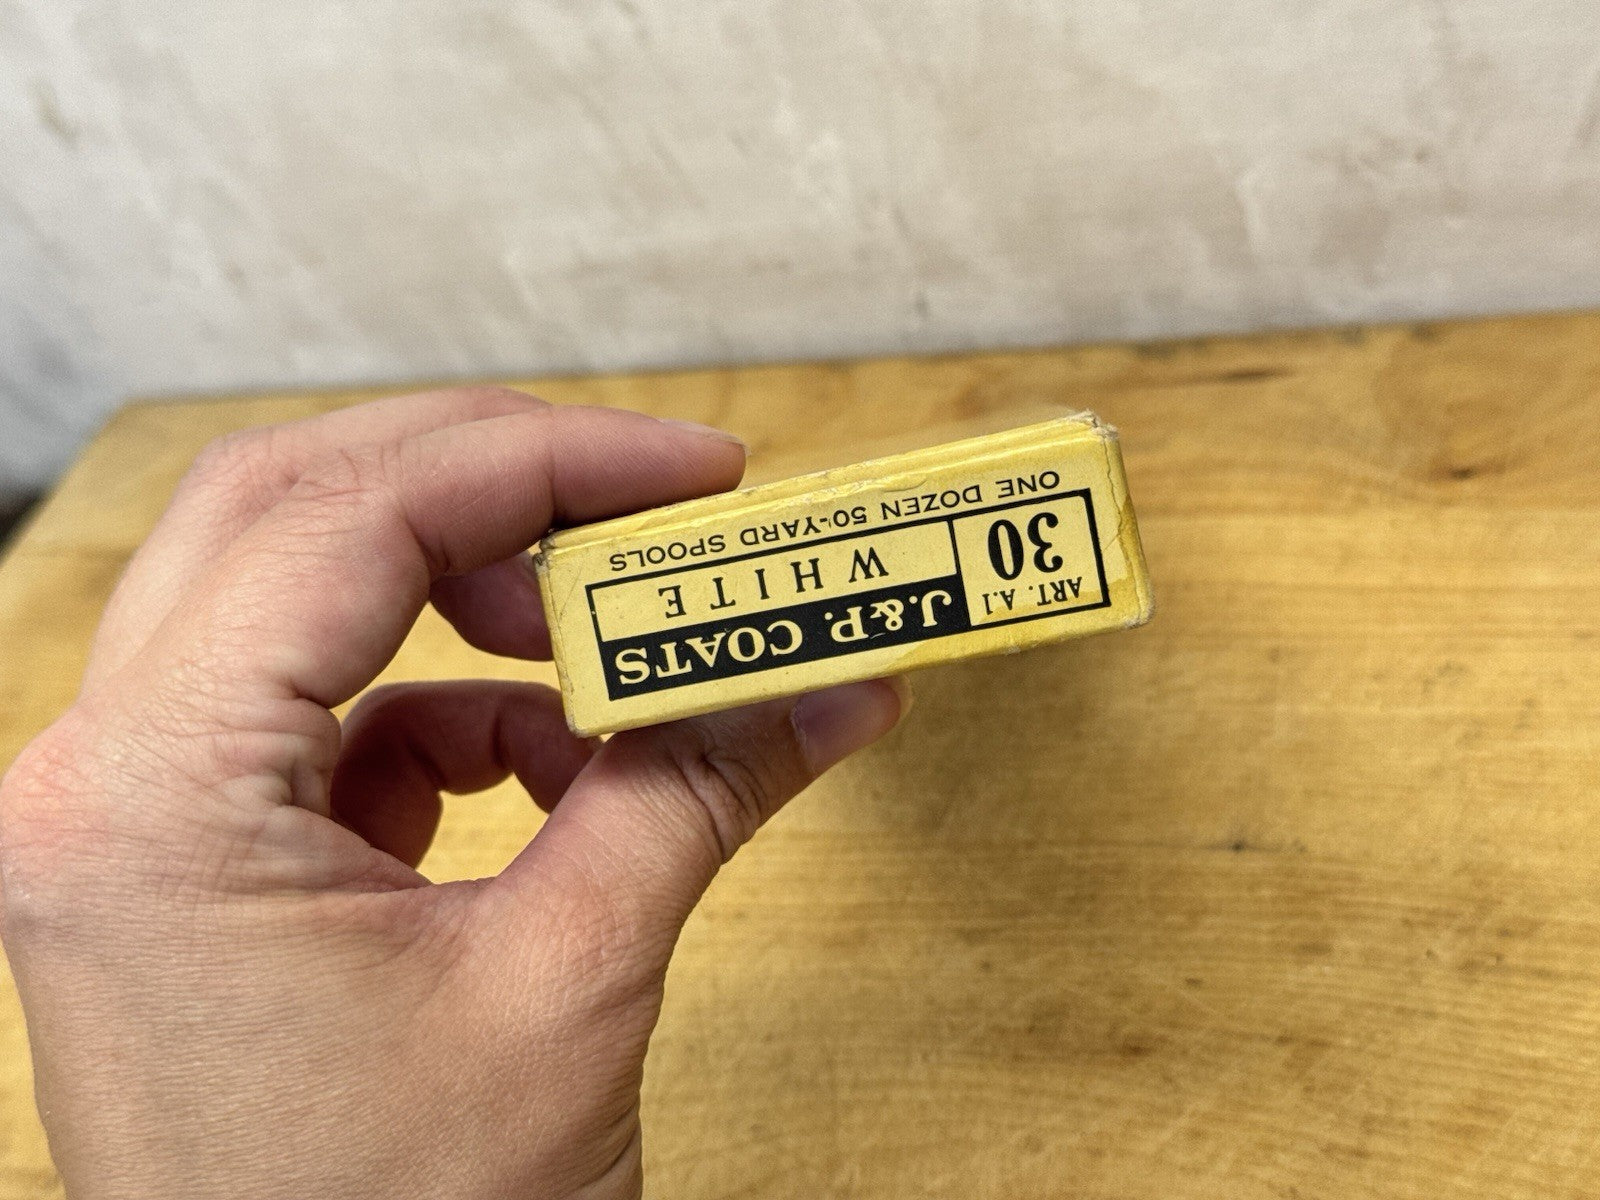 ART. A.1
30
J.&P. COATS
WHITE
ONE DOZEN 50-YARD SPOOLS